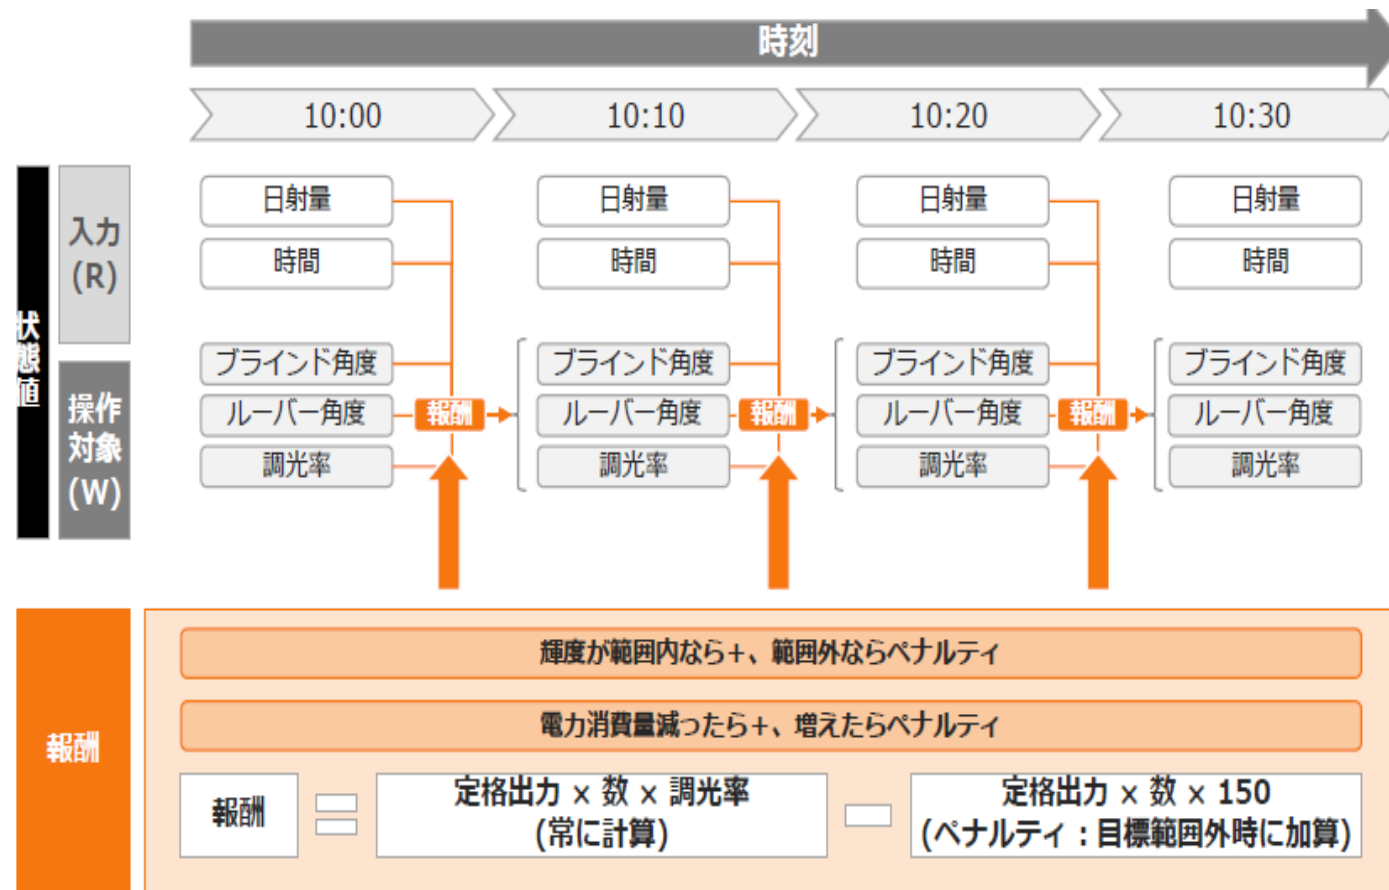 時刻
10:00
10:10
10:20
10:30
状態値
入力
(R)
日射量
日射量
日射量
日射量
時間
時間
時間
時間
操作
対象
(W)
ブラインド角度
ブラインド角度
ブラインド角度
ブラインド角度
ルーバー角度
報酬
ルーバー角度
報酬
ルーバー角度
報酬
ルーバー角度
調光率
調光率
調光率
調光率
報酬
輝度が範囲内なら+、範囲外ならペナルティ
電力消費量減ったら+、増えたらペナルティ
報酬
=
定格出力 × 数 × 調光率
(常に計算)
-
定格出力 × 数 × 150
(ペナルティ：目標範囲外時に加算)